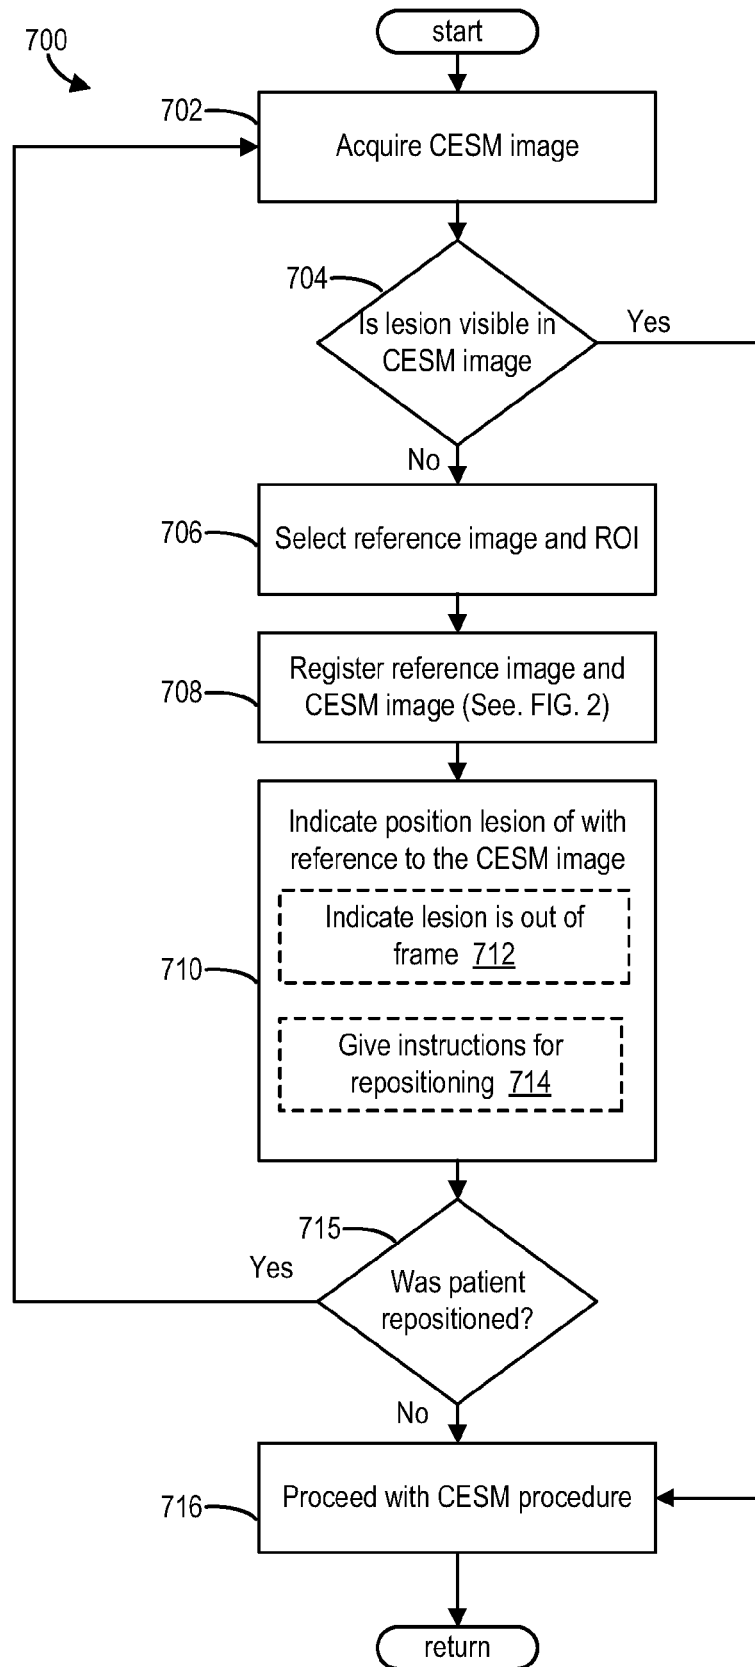 700
start
702
Acquire CESM image
704
Is lesion visible in
CESM image
Yes
No
706
Select reference image and ROI
708
Register reference image and
CESM image (See. FIG. 2)
710
Indicate position lesion of with
reference to the CESM image
Indicate lesion is out of
frame 712
Give instructions for
repositioning 714
715
Yes
Was patient
repositioned?
No
716
Proceed with CESM procedure
return